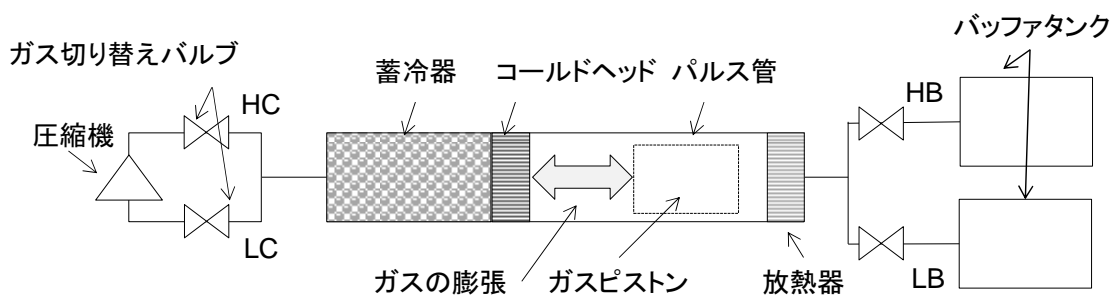 ガス切り替えバルブ
バッファタンク
蓄冷器
コールドヘッド
パルス管
HC
HB
圧縮機
LC
LB
ガスの膨張
ガスピストン
放熱器